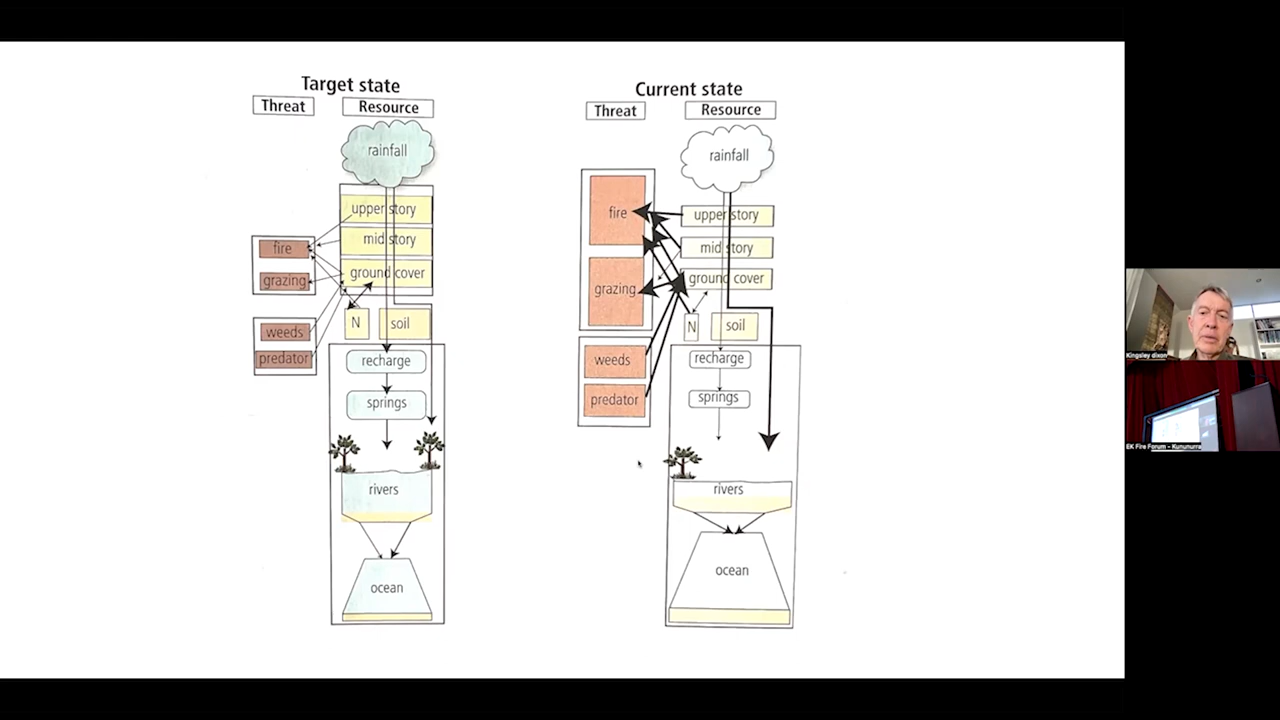 Target state
Threat
Resource
rainfall
upper story
mid story
ground cover
fire
grazing
weeds
predator
N
soil
recharge
springs
rivers
ocean
Current state
Threat
Resource
rainfall
upper story
mid story
ground cover
fire
grazing
weeds
predator
N
soil
recharge
springs
rivers
ocean
Kingsley dixon
EK Fire Forum - Kununurra